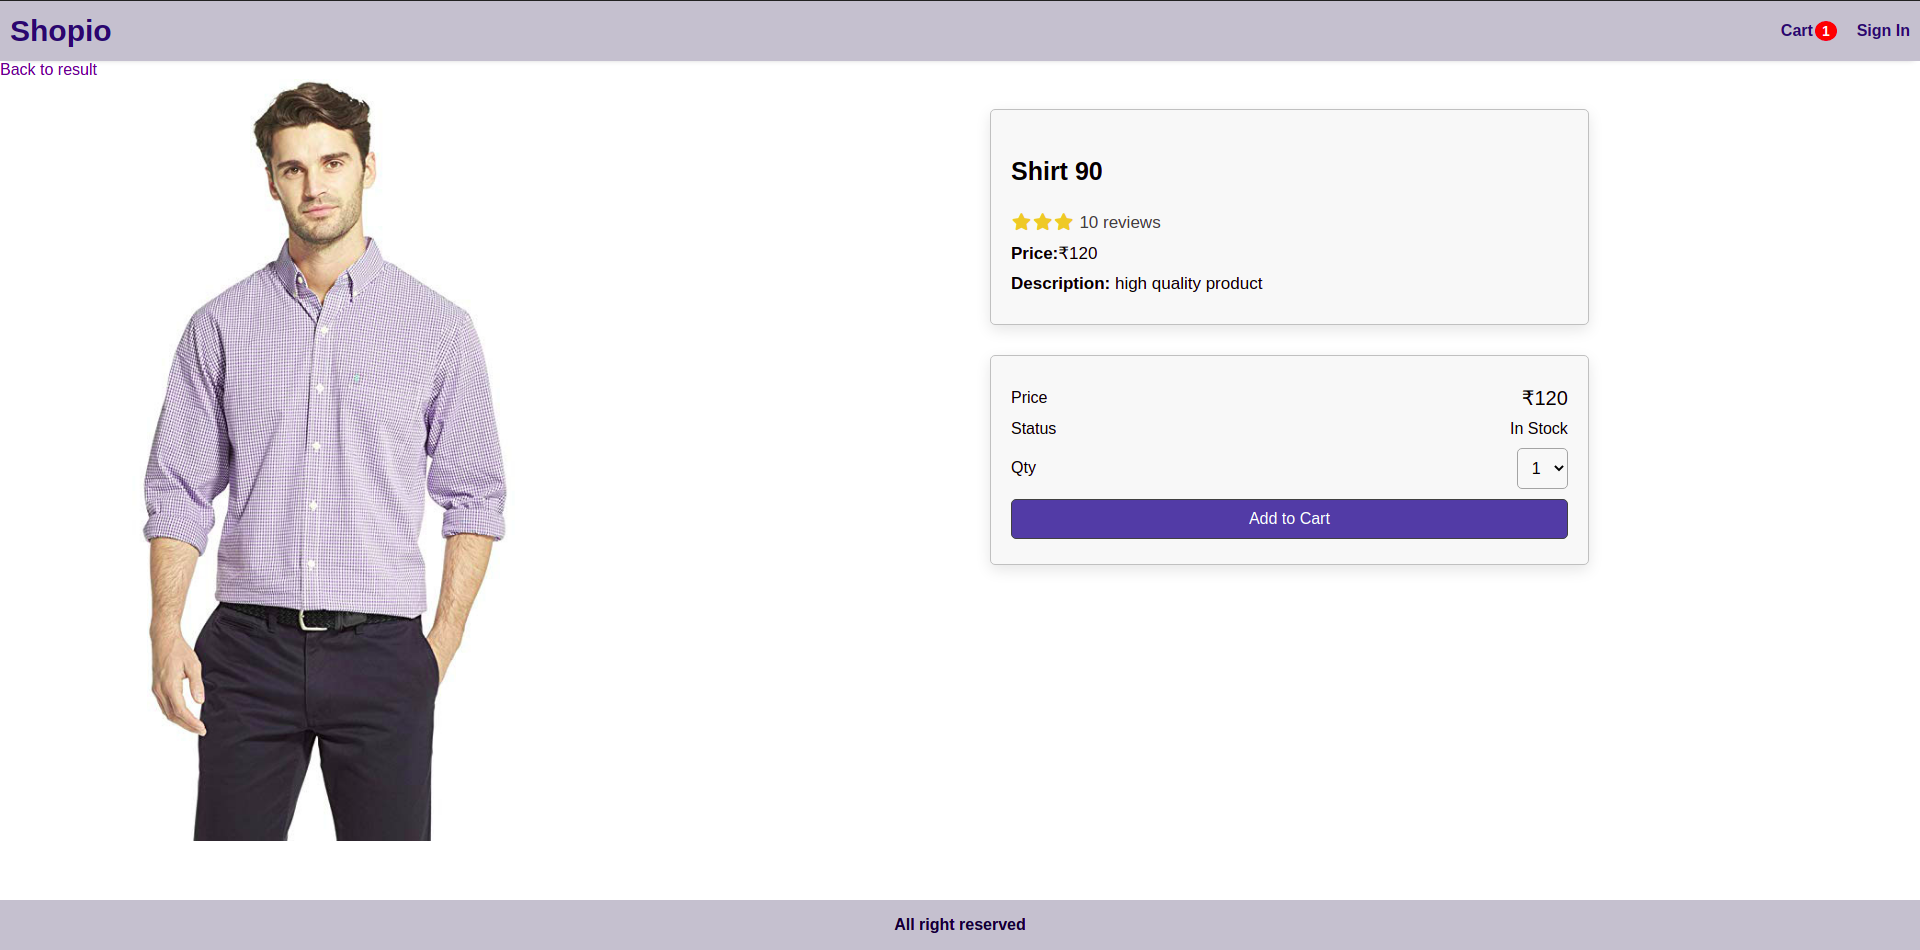 Shopio
Cart 1 Sign In
Back to result
Shirt 90
10 reviews
Price:₹120
Description: high quality product
Price ₹120
Status In Stock
Qty 1
Add to Cart
All right reserved